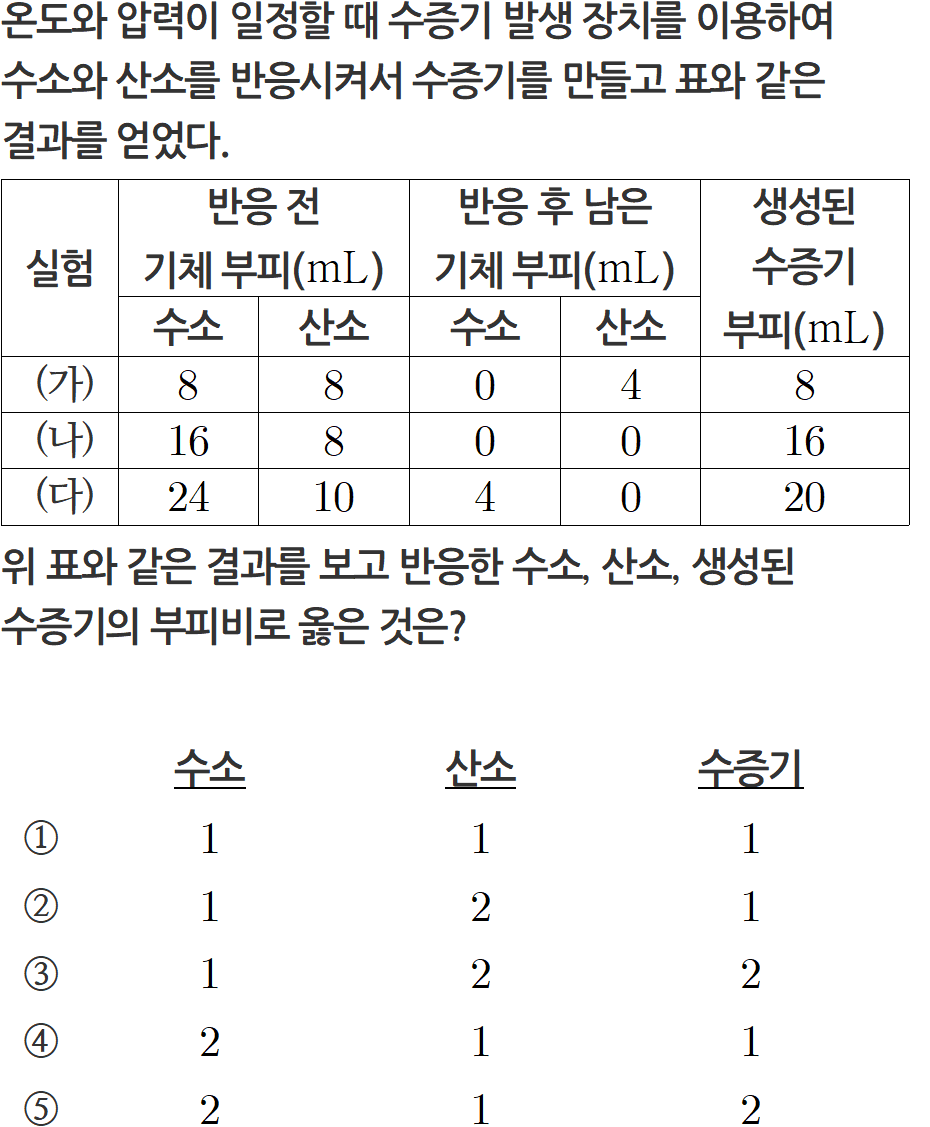 온도와 압력이 일정할 때 수증기 발생 장치를 이용하여
수소와 산소를 반응시켜서 수증기를 만들고 표와 같은
결과를 얻었다.
실험 반응 전 기체 부피(mL) 반응 후 남은 기체 부피(mL) 생성된 수증기 부피(mL)
수소 산소 수소 산소
(가) 8 8 0 4 8
(나) 16 8 0 0 16
(다) 24 10 4 0 20
위 표와 같은 결과를 보고 반응한 수소, 산소, 생성된
수증기의 부피비로 옳은 것은?
수소 산소 수증기
① 1 1 1
② 1 2 1
③ 1 2 2
④ 2 1 1
⑤ 2 1 2